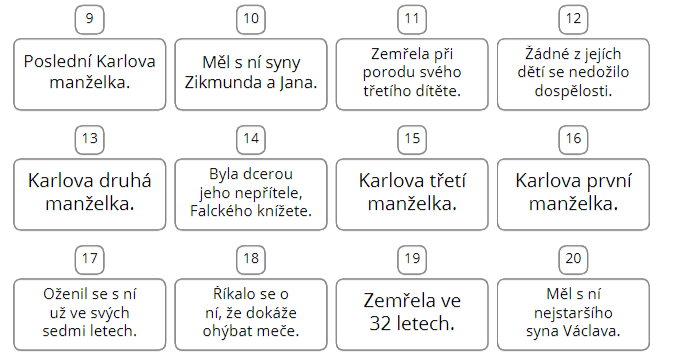 9
10
11
12
Poslední Karlova
manželka.
Měl s ní syny
Zikmunda a Jana.
Zemřela při
porodu svého
třetího dítěte.
Žádné z jejích
dětí se nedožilo
dospělosti.
13
14
15
16
Karlova druhá
manželka.
Byla dcerou
jeho nepřítele,
Falckého knížete.
Karlova třetí
manželka.
Karlova první
manželka.
17
18
19
20
Oženil se s ní
už ve svých
sedmi letech.
Říkalo se o
ní, že dokáže
ohýbat meče.
Zemřela ve
32 letech.
Měl s ní
nejstaršího
syna Václava.